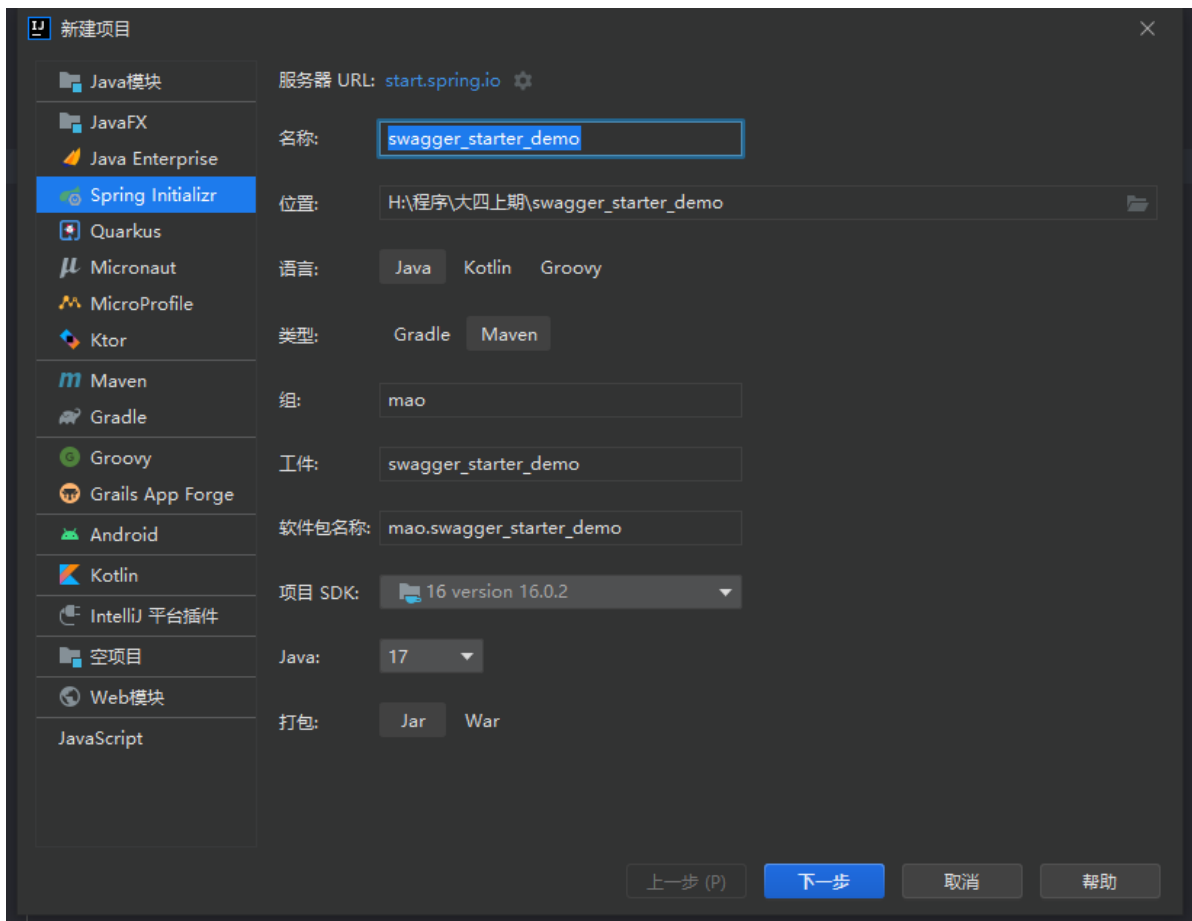 新建项目
Java模块
JavaFX
Java Enterprise
Spring Initializr
Quarkus
Micronaut
MicroProfile
Ktor
Maven
Gradle
Groovy
Grails App Forge
Android
Kotlin
IntelliJ 平台插件
空项目
Web模块
JavaScript
服务器 URL: start.spring.io
名称: swagger_starter_demo
位置: H:\程序\大四上期\swagger_starter_demo
语言: Java Kotlin Groovy
类型: Gradle Maven
组: mao
工件: swagger_starter_demo
软件包名称: mao.swagger_starter_demo
项目 SDK: 16 version 16.0.2
Java: 17
打包: Jar War
上一步 (P) 下一步 取消 帮助